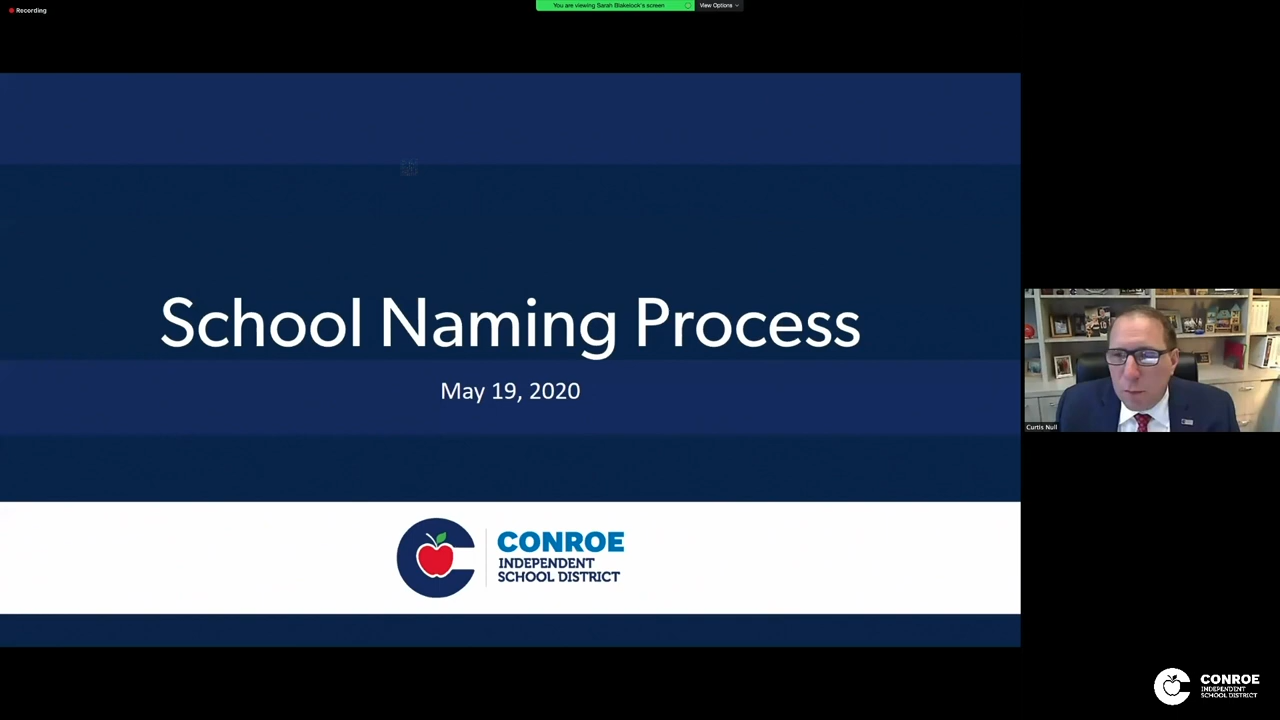 Recording
You are viewing Sarah Blakelock's screen
View Options
School Naming Process
May 19, 2020
CONROE
INDEPENDENT
SCHOOL DISTRICT
Curtis Null
CONROE
INDEPENDENT
SCHOOL DISTRICT